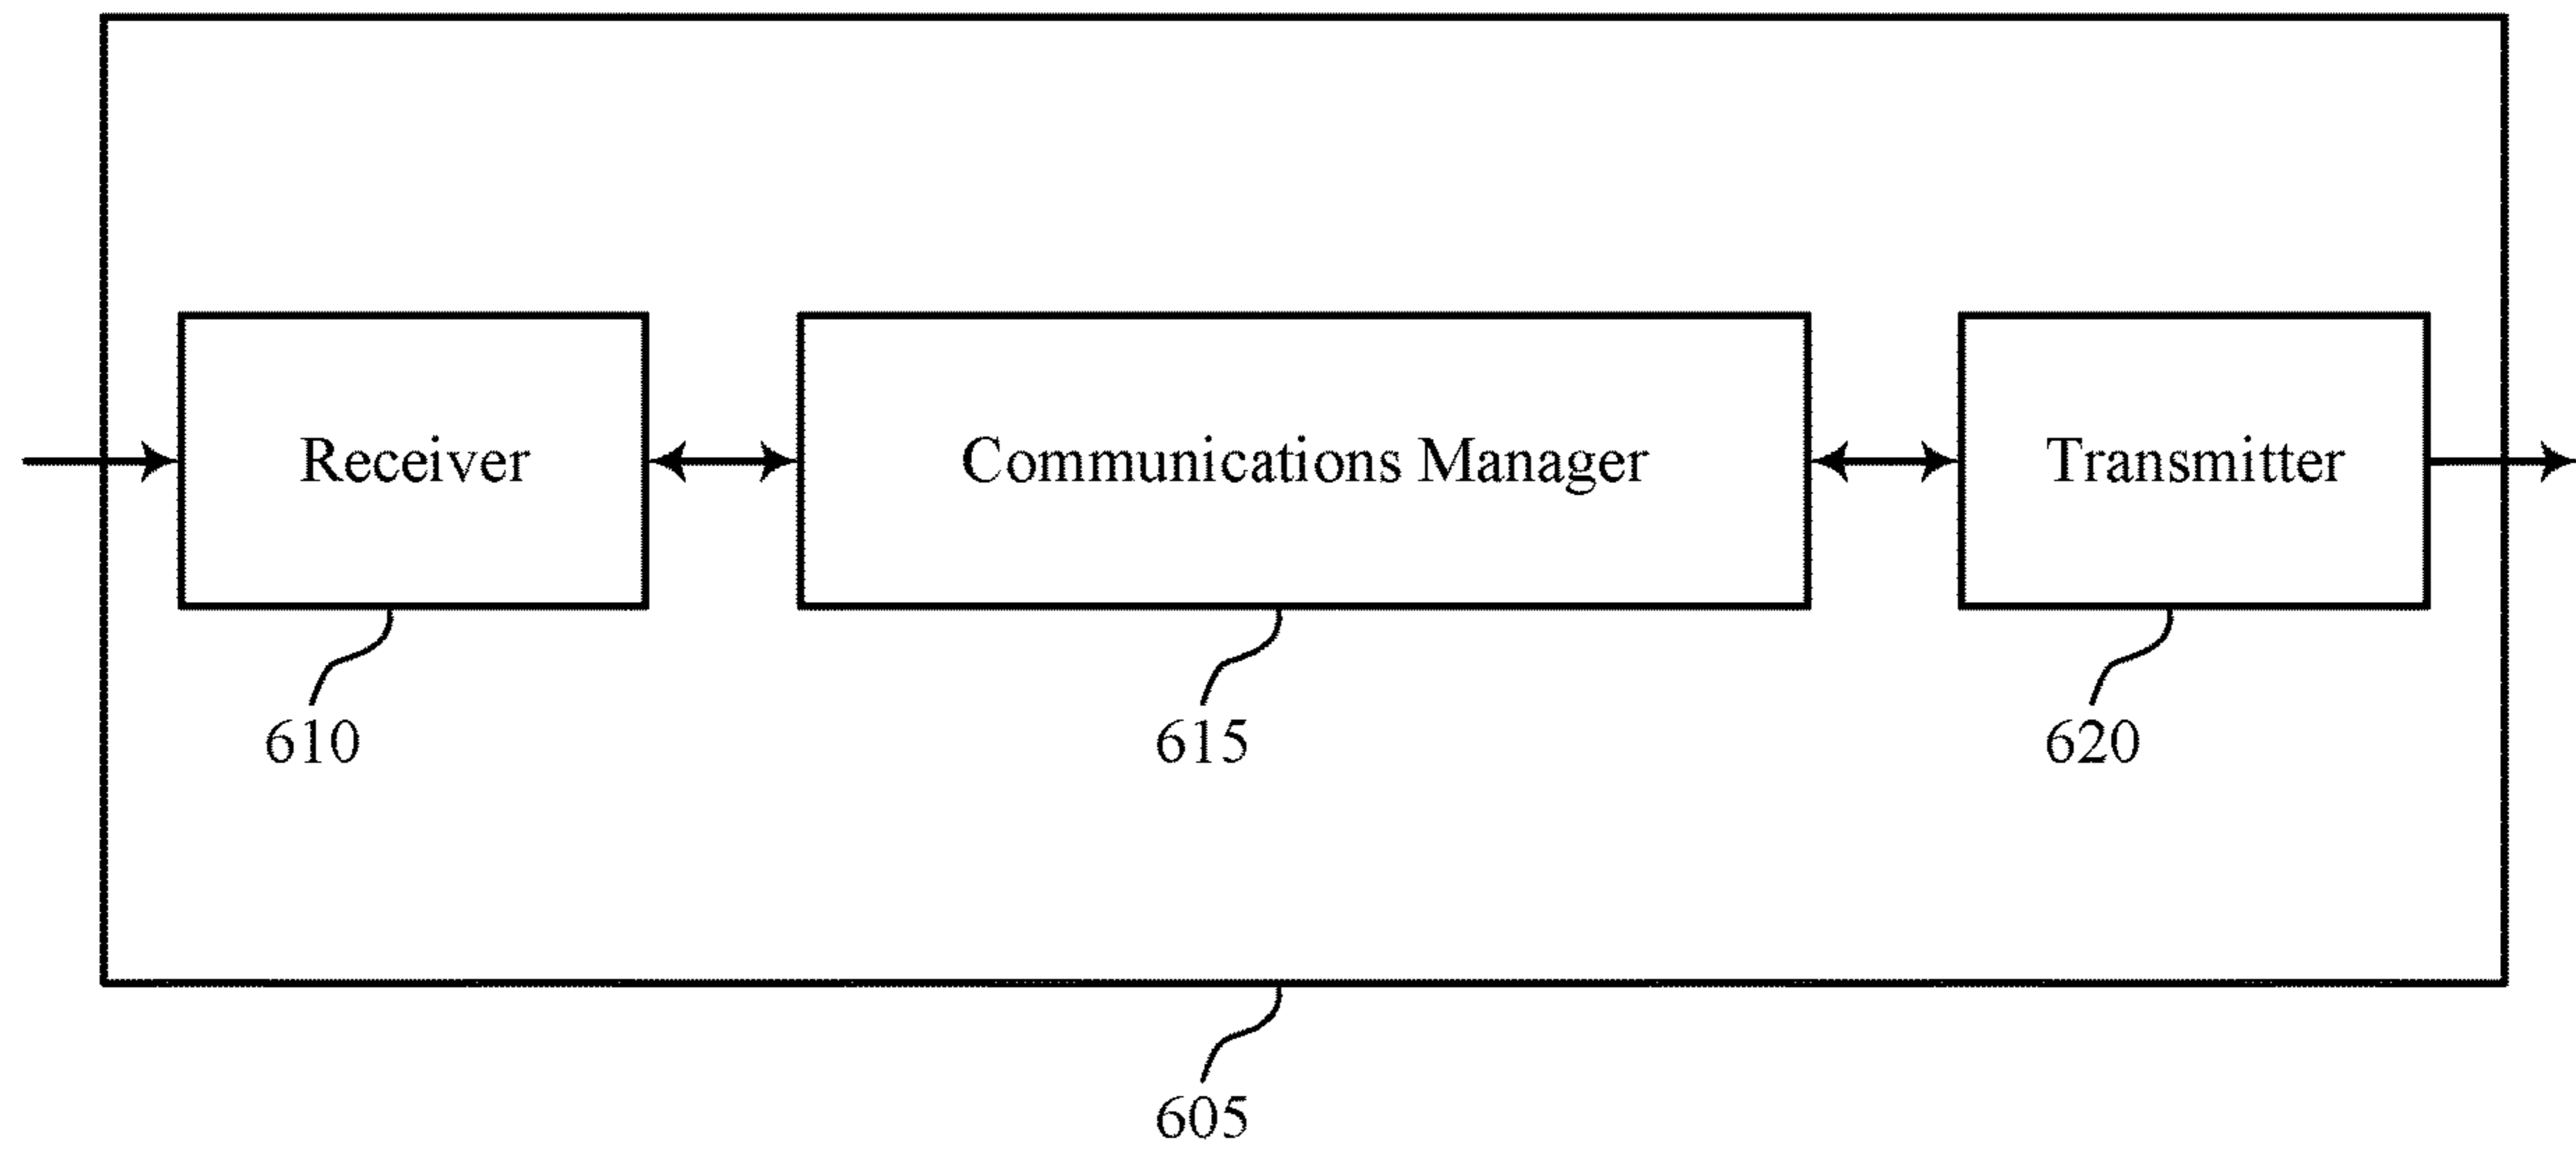 Receiver
Communications Manager
Transmitter
610
615
620
605